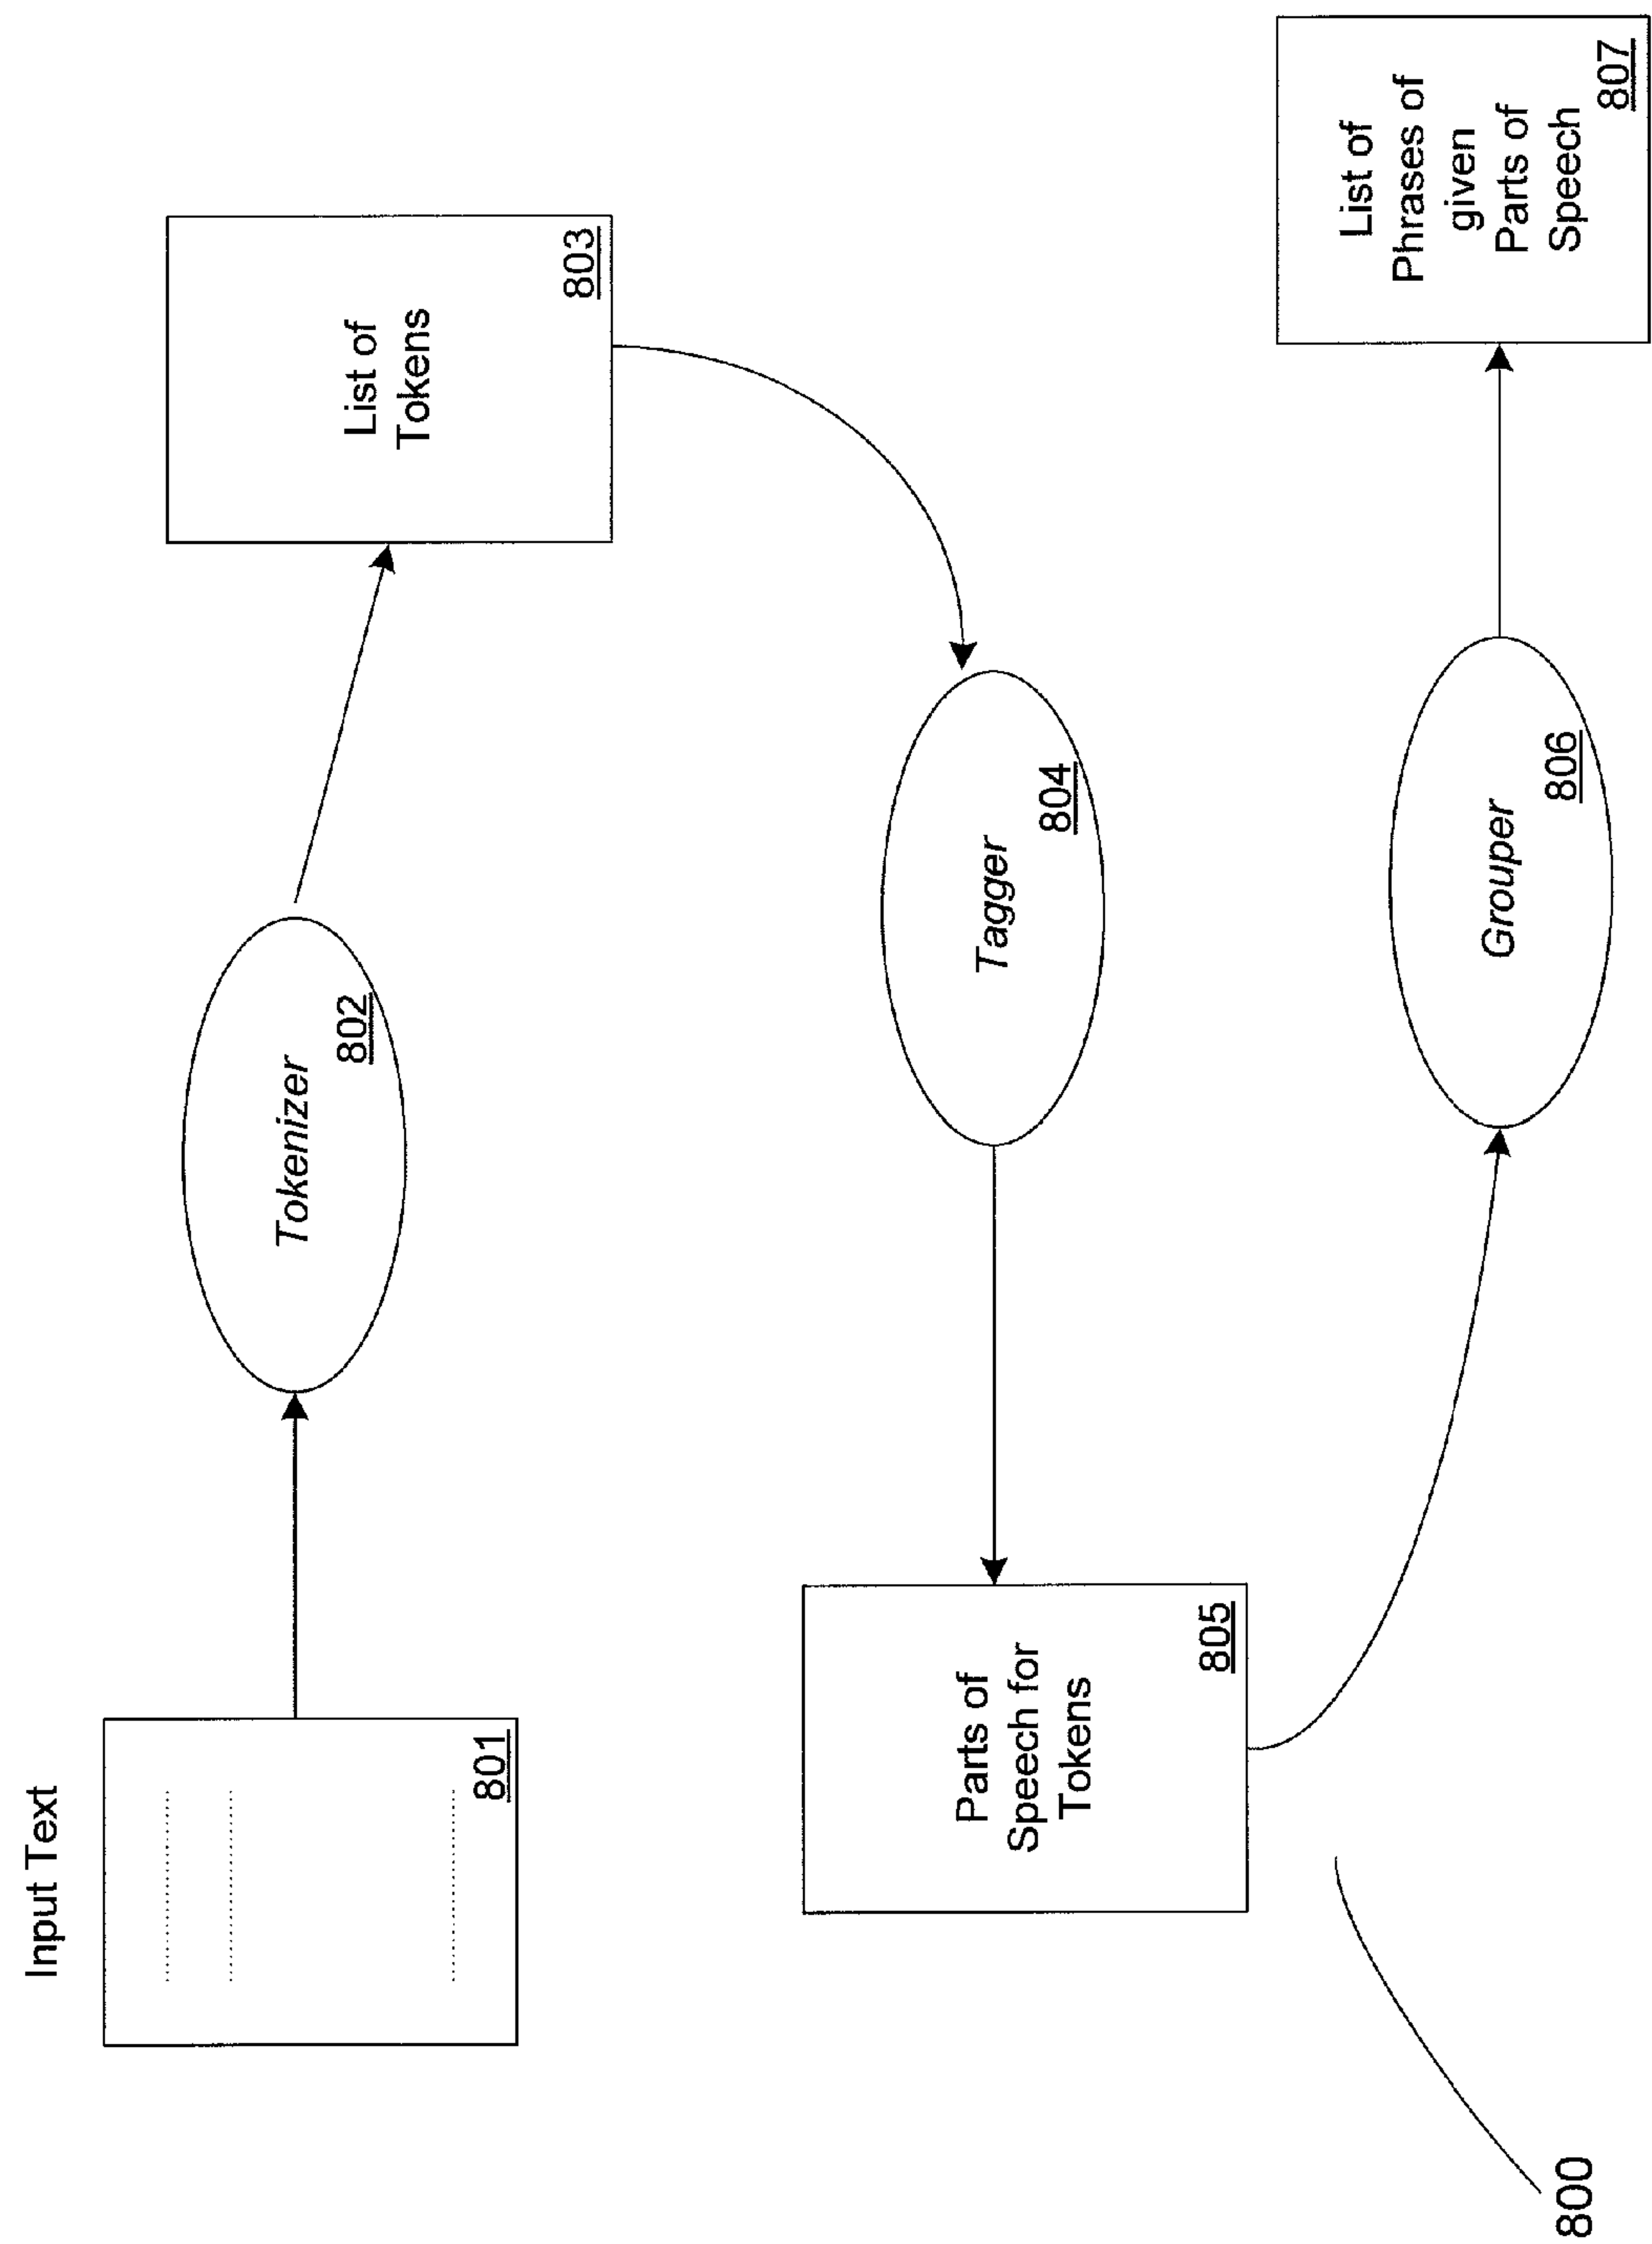 Input Text
801
Tokenizer
802
List of
Tokens
803
Tagger
804
Parts of
Speech for
Tokens
805
Grouper
806
List of
Phrases of
given
Parts of
Speech
807
800